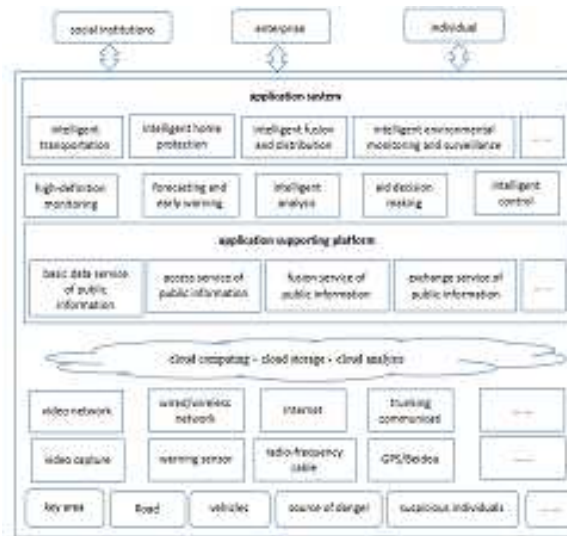 social institutions
enterprise
individual
application system
intelligent
transportation
intelligent home
protection
intelligent fusion
and distribution
intelligent environmental
monitoring and surveillance
......
high-definition
monitoring
forecasting and
early warning
intelligent
analysis
aid decision
making
intelligent
control
application supporting platform
basic data service
of public
information
access service of
public information
fusion service of
public information
exchange service of
public information
......
cloud computing - cloud storage - cloud analysis
video network
wired/wireless
network
Internet
trunking
communicati
......
video capture
warning sensor
radio-frequency
cable
GPS/Beidou
......
key area
Road
vehicles
source of danger
suspicious individuals
......